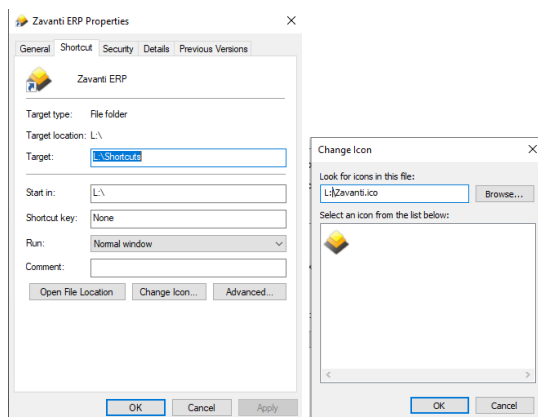 Zavanti ERP Properties
General Shortcut Security Details Previous Versions
Zavanti ERP
Target type: File folder
Target location: L:\
Target: L:\Shortcuts
Start in: L:\
Shortcut key: None
Run: Normal window
Comment:
Open File Location Change Icon... Advanced...
OK Cancel Apply
Change Icon
Look for icons in this file:
L:\Zavanti.ico Browse...
Select an icon from the list below:
OK Cancel